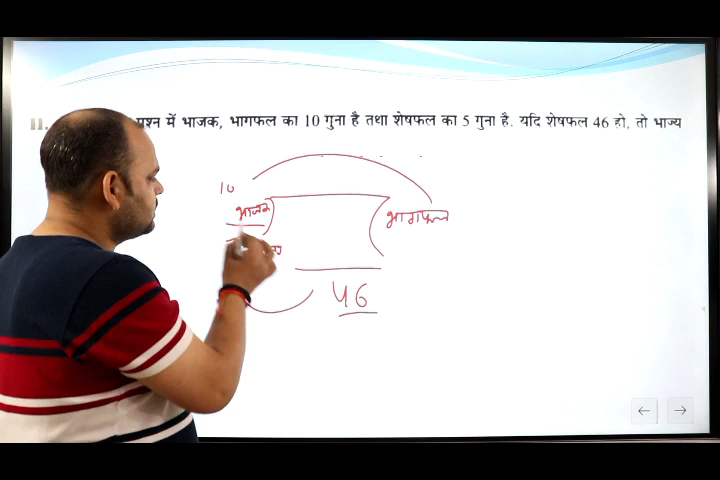 11. प्रश्न में भाजक, भागफल का 10 गुना है तथा शेषफल का 5 गुना है. यदि शेषफल 46 हो, तो भाज्य
10
भाजक
भागफल
46